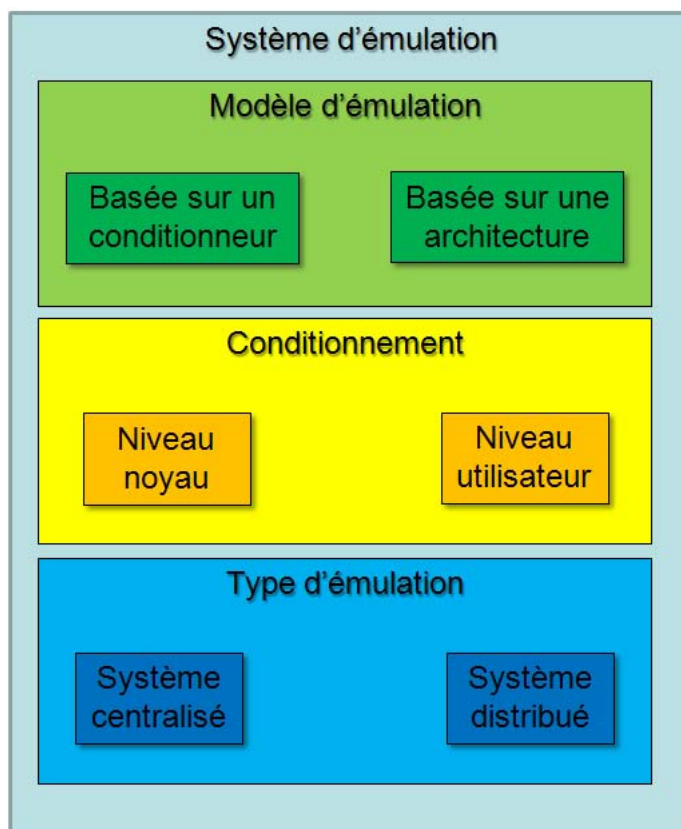 Système d'émulation
Modèle d'émulation
Basée sur un
conditionneur
Basée sur une
architecture
Conditionnement
Niveau
noyau
Niveau
utilisateur
Type d'émulation
Système
centralisé
Système
distribué